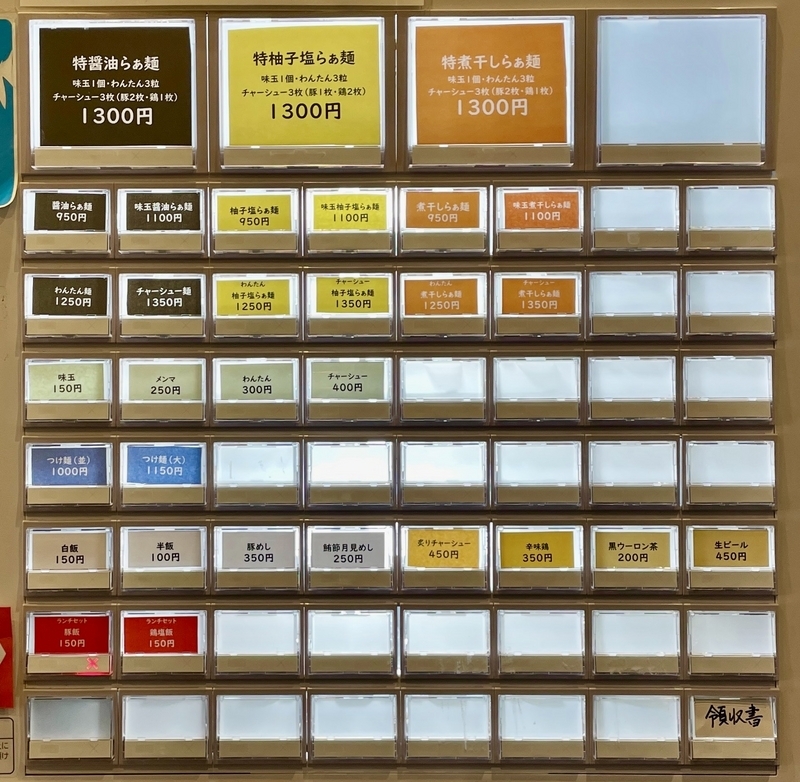 特醤油らぁ麺
味玉1個・わんたん3粒
チャーシュー3枚(豚2枚・鶏1枚)
1300円
特柚子塩らぁ麺
味玉1個・わんたん3粒
チャーシュー3枚(豚1枚・鶏2枚)
1300円
特煮干しらぁ麺
味玉1個・わんたん3粒
チャーシュー3枚(豚2枚・鶏1枚)
1300円
醤油らぁ麺
950円
味玉醤油らぁ麺
1100円
柚子塩らぁ麺
950円
味玉柚子塩らぁ麺
1100円
煮干しらぁ麺
950円
味玉煮干しらぁ麺
1100円
わんたん麺
1250円
チャーシュー麺
1350円
わんたん
柚子塩らぁ麺
1250円
チャーシュー
柚子塩らぁ麺
1350円
わんたん
煮干しらぁ麺
1250円
チャーシュー
煮干しらぁ麺
1350円
味玉
150円
メンマ
250円
わんたん
300円
チャーシュー
400円
つけ麺(並)
1000円
つけ麺(大)
1150円
白飯
150円
半飯
100円
豚めし
350円
鮪節月見めし
250円
炙りチャーシュー
450円
辛味鶏
350円
黒ウーロン茶
200円
生ビール
450円
ランチセット
豚飯
150円
ランチセット
鶏塩飯
150円
領収書